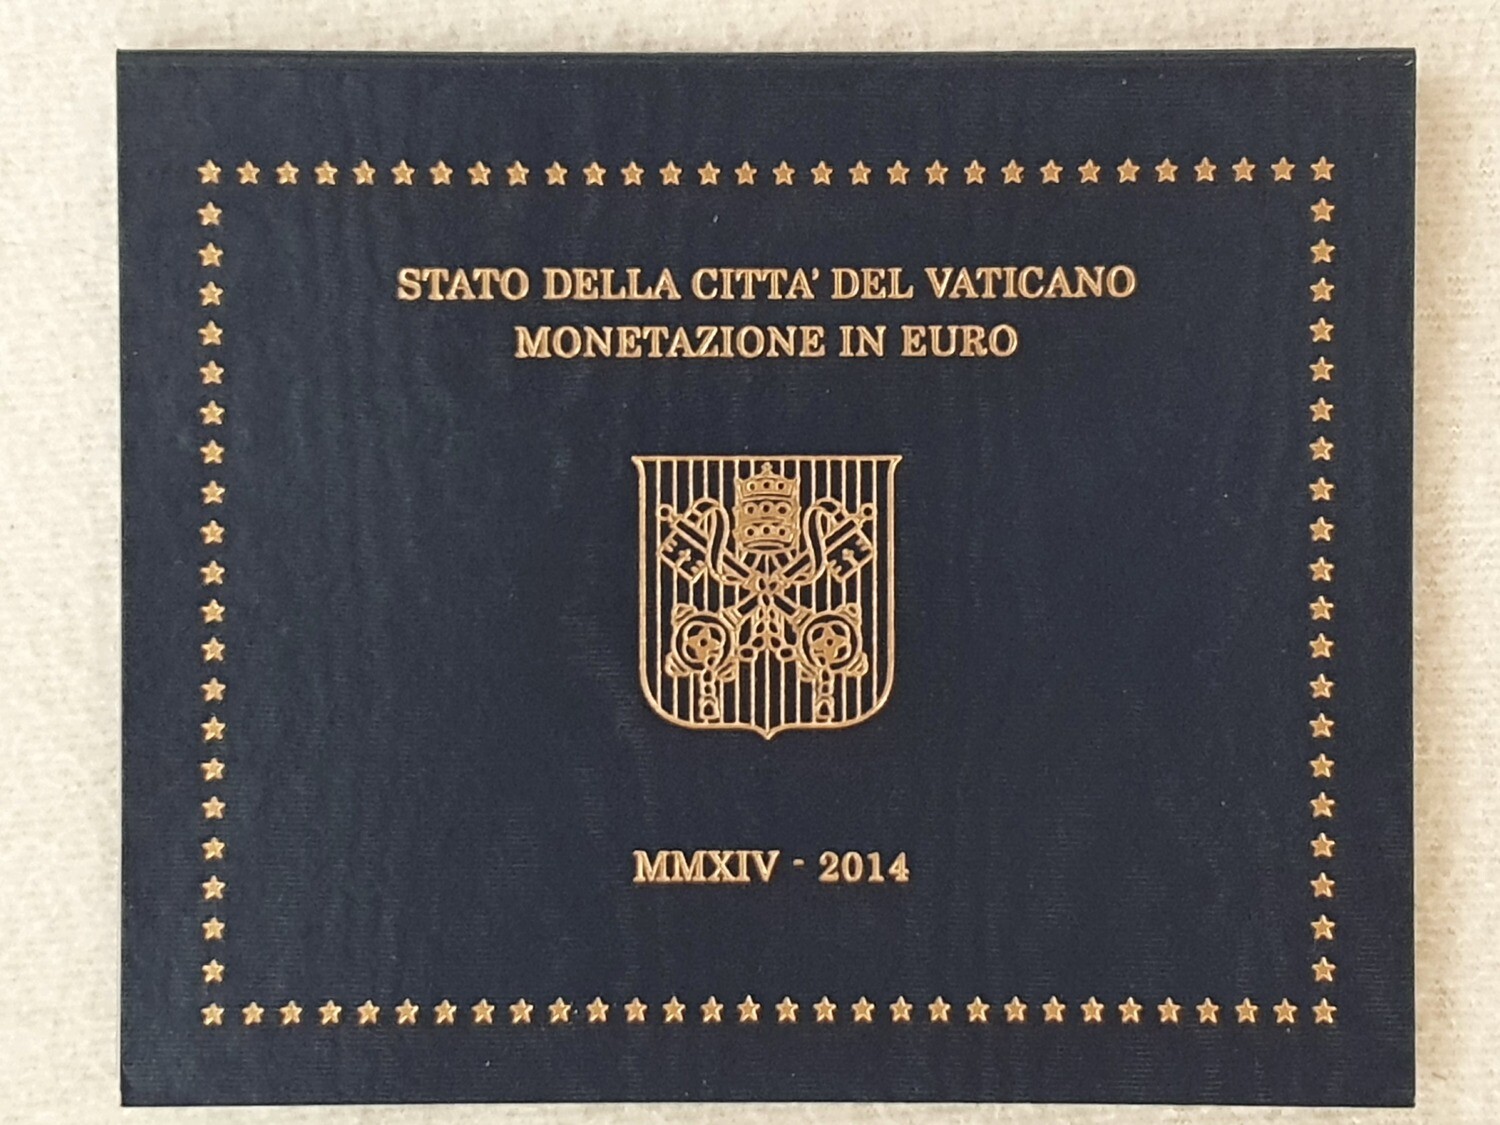 STATO DELLA CITTA' DEL VATICANO
MONETAZIONE IN EURO
MMXIV - 2014